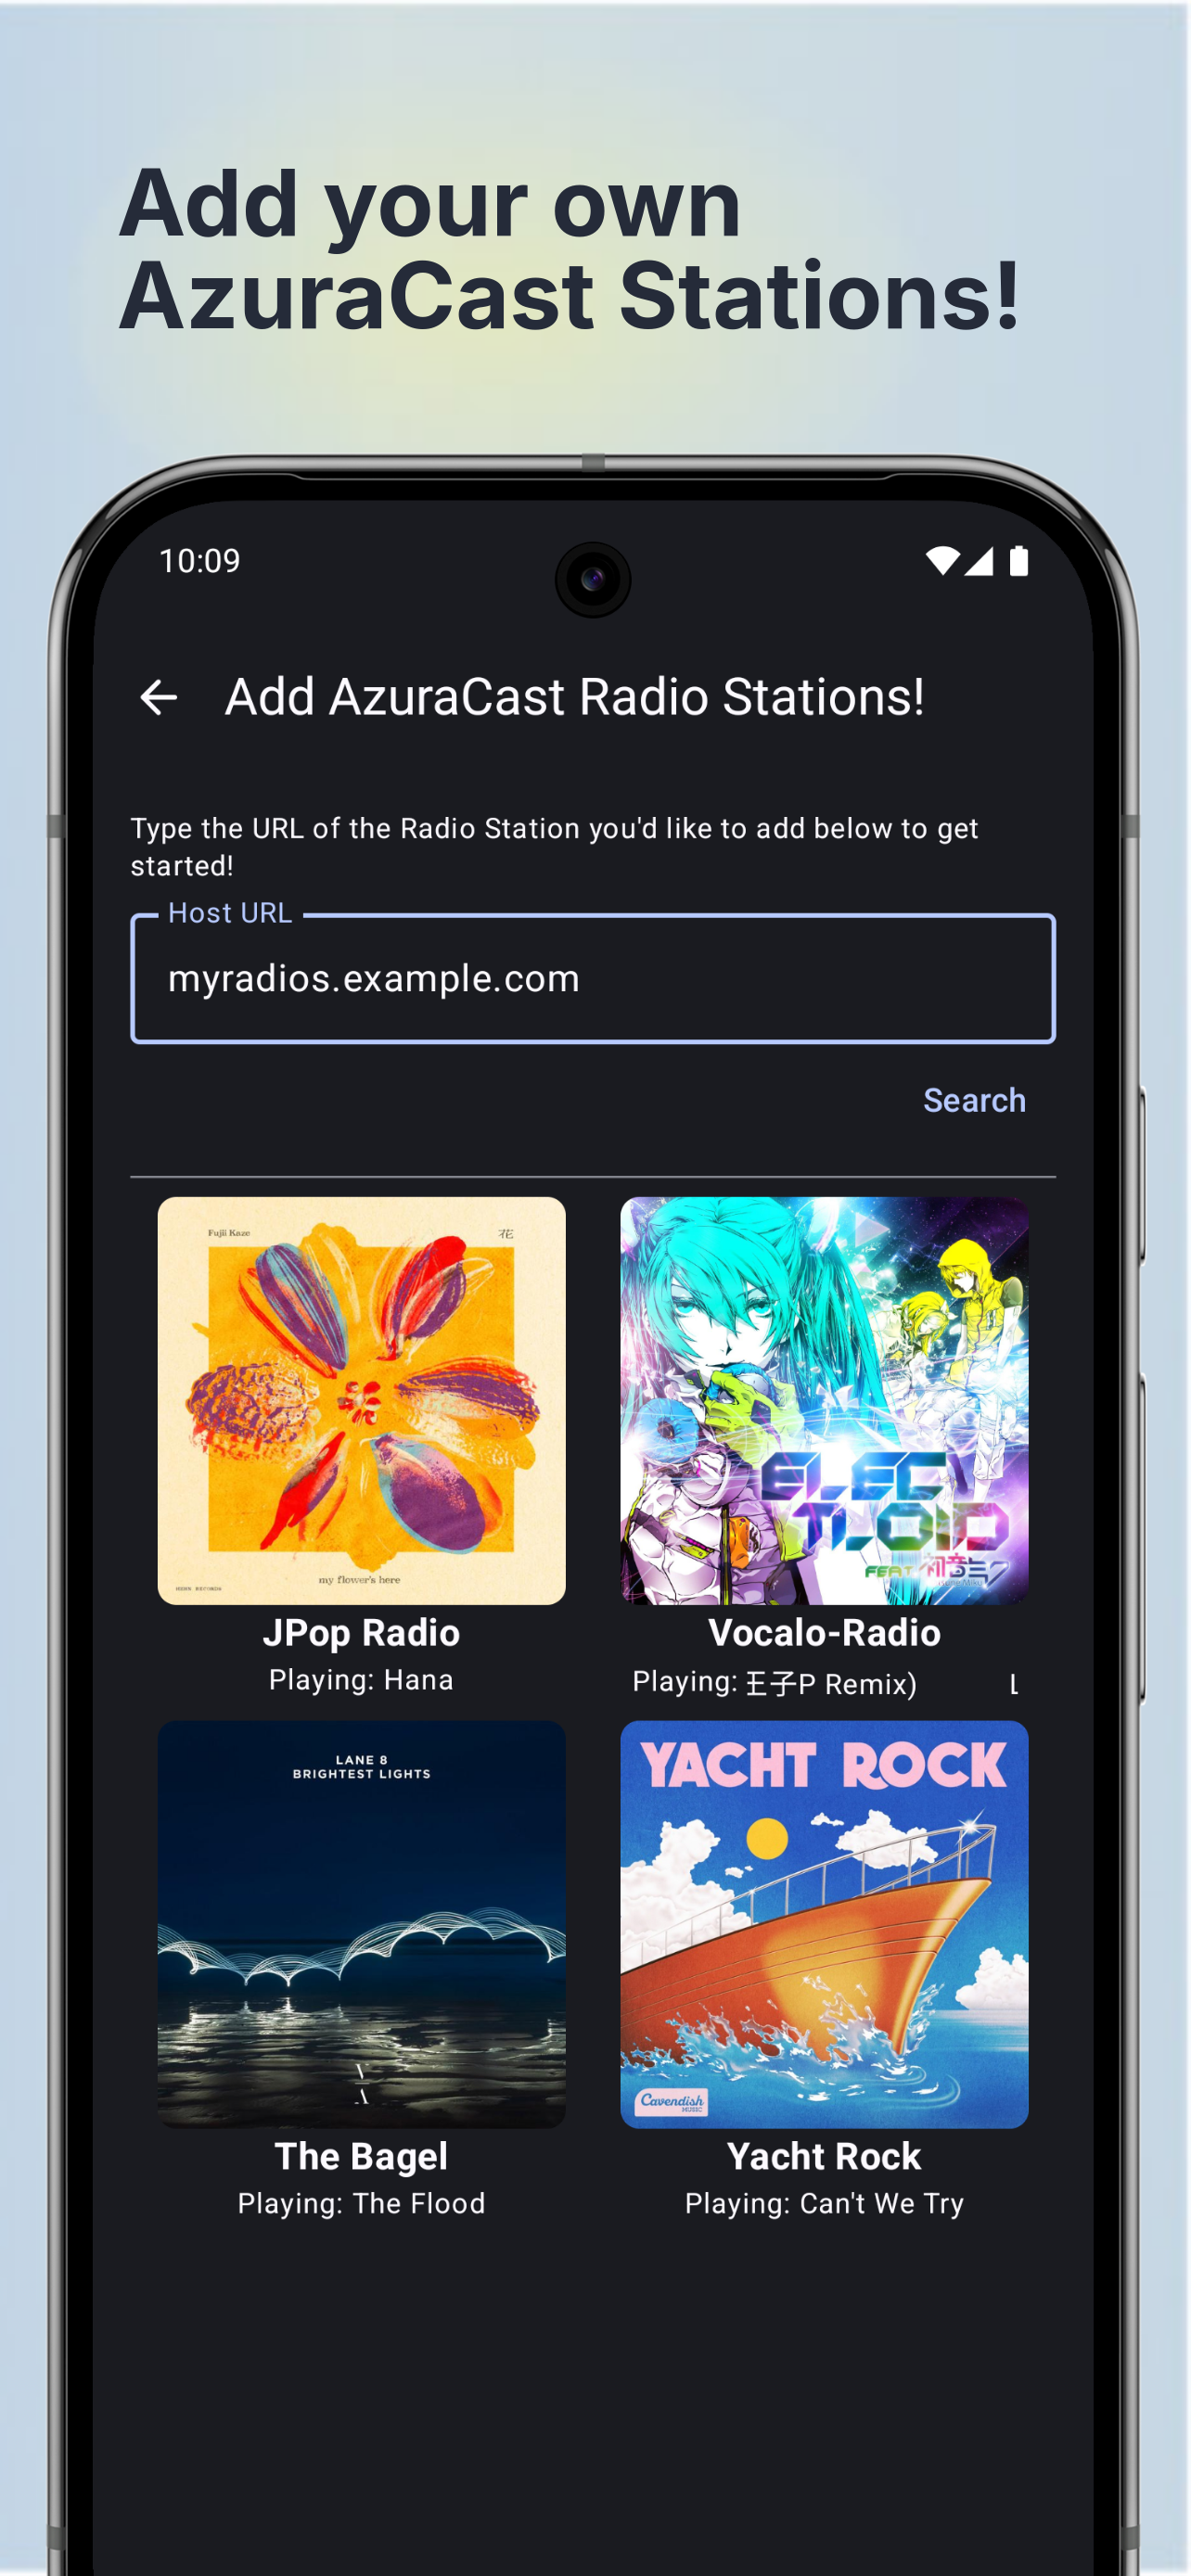 Add your own
AzuraCast Stations!
10:09
Add AzuraCast Radio Stations!
Type the URL of the Radio Station you'd like to add below to get
started!
Host URL
myradios.example.com
Search
Fujii Kaze
花
my flower's here
ELEC
TLOID
FEAT. 初音ミク
JPop Radio
Vocalo-Radio
Playing: Hana
Playing: 王子P Remix)
L
LANE 8
BRIGHTEST LIGHTS
YACHT ROCK
Cavendish
MUSIC
The Bagel
Yacht Rock
Playing: The Flood
Playing: Can't We Try